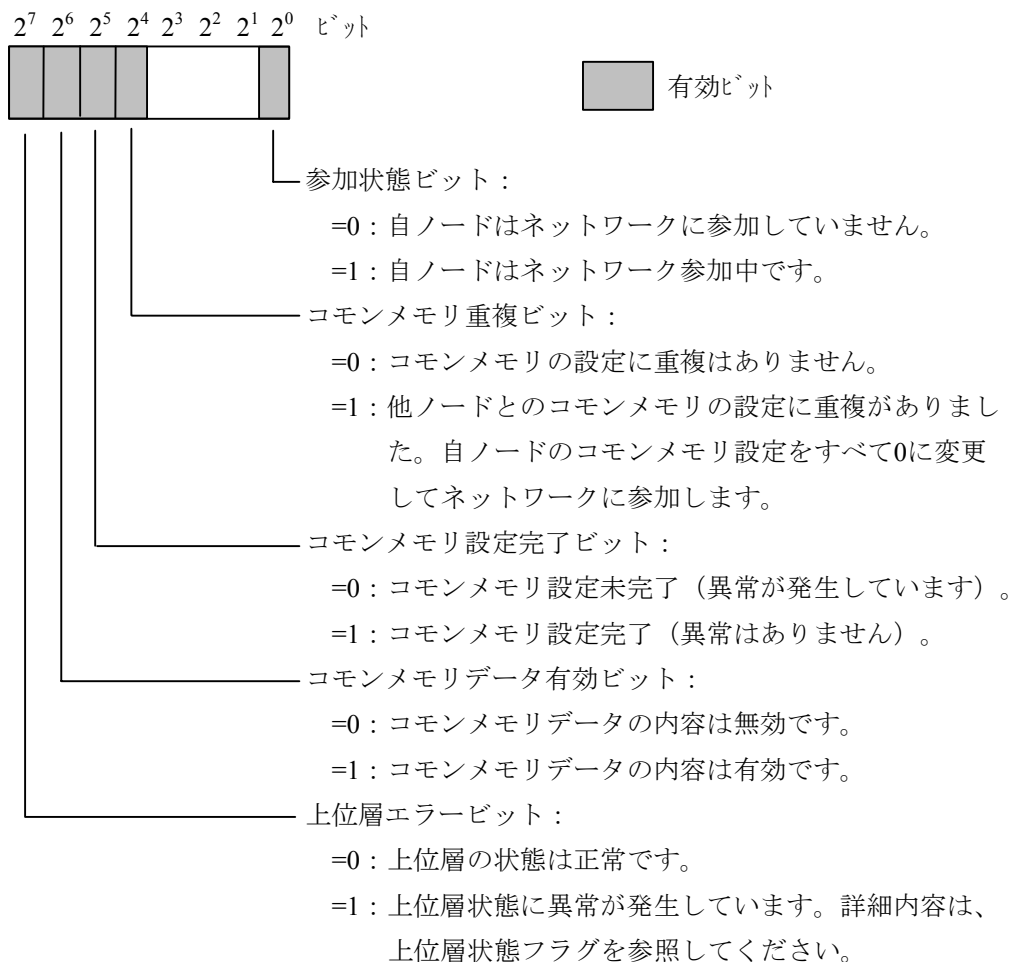 2⁷ 2⁶ 2⁵ 2⁴ 2³ 2² 2¹ 2⁰ ﾋﾞｯﾄ
有効ﾋﾞｯﾄ
参加状態ビット：
=0：自ノードはネットワークに参加していません。
=1：自ノードはネットワーク参加中です。
コモンメモリ重複ビット：
=0：コモンメモリの設定に重複はありません。
=1：他ノードとのコモンメモリの設定に重複がありまし
た。自ノードのコモンメモリ設定をすべて0に変更
してネットワークに参加します。
コモンメモリ設定完了ビット：
=0：コモンメモリ設定未完了（異常が発生しています）。
=1：コモンメモリ設定完了（異常はありません）。
コモンメモリデータ有効ビット：
=0：コモンメモリデータの内容は無効です。
=1：コモンメモリデータの内容は有効です。
上位層エラービット：
=0：上位層の状態は正常です。
=1：上位層状態に異常が発生しています。詳細内容は、
上位層状態フラグを参照してください。